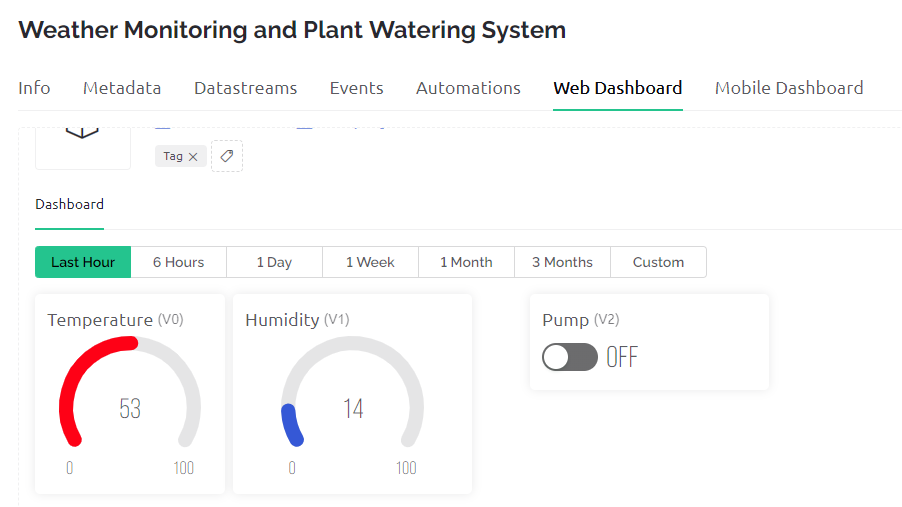 Weather Monitoring and Plant Watering System
Info Metadata Datastreams Events Automations Web Dashboard Mobile Dashboard
Tag
Dashboard
Last Hour 6 Hours 1 Day 1 Week 1 Month 3 Months Custom
Temperature (V0) Humidity (V1) Pump (V2)
OFF
53 14
0 100 0 100